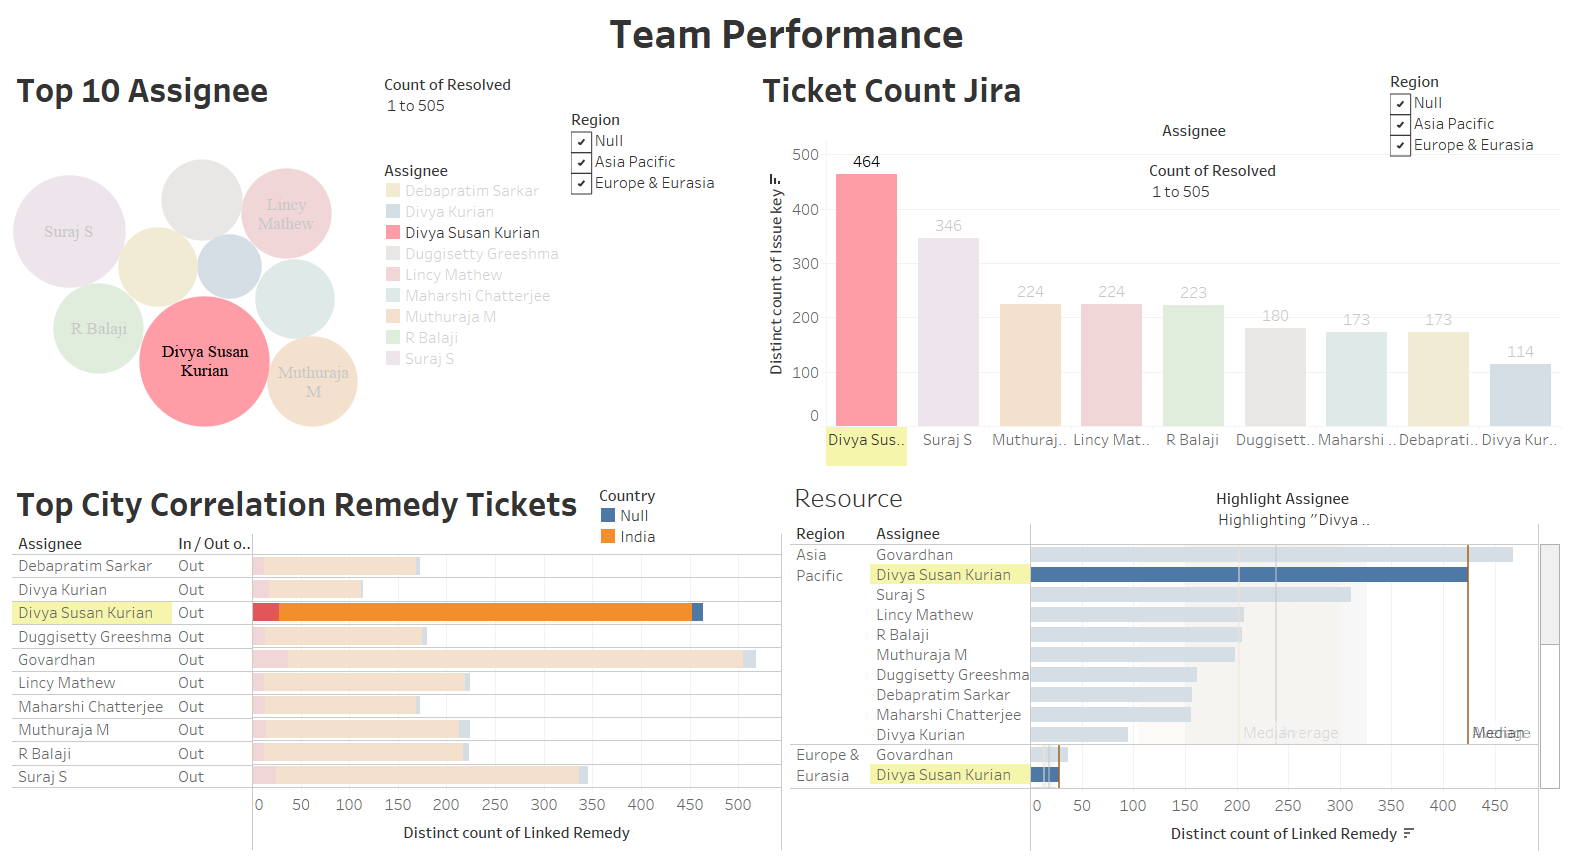 Team Performance
Top 10 Assignee
Count of Resolved
1 to 505
Region
Null
Asia Pacific
Europe & Eurasia
Assignee
Debapratim Sarkar
Divya Kurian
Divya Susan Kurian
Duggisetty Greeshma
Lincy Mathew
Maharshi Chatterjee
Muthuraja M
R Balaji
Suraj S
Suraj S
Lincy
Mathew
R Balaji
Divya Susan
Kurian
Muthuraja
M
Ticket Count Jira
Region
Null
Asia Pacific
Europe & Eurasia
Assignee
Count of Resolved
1 to 505
Distinct count of Issue key
500
400
300
200
100
0
464
346
224
224
223
180
173
173
114
Divya Sus..
Suraj S
Muthuraj..
Lincy Mat..
R Balaji
Duggisett..
Maharshi ..
Debaprati..
Divya Kur..
Top City Correlation Remedy Tickets
Country
Null
India
Assignee In / Out o..
Debapratim Sarkar Out
Divya Kurian Out
Divya Susan Kurian Out
Duggisetty Greeshma Out
Govardhan Out
Lincy Mathew Out
Maharshi Chatterjee Out
Muthuraja M Out
R Balaji Out
Suraj S Out
0 50 100 150 200 250 300 350 400 450 500
Distinct count of Linked Remedy
Resource
Highlight Assignee
Highlighting "Divya ..
Region Assignee
Asia Pacific
Govardhan
Divya Susan Kurian
Suraj S
Lincy Mathew
R Balaji
Muthuraja M
Duggisetty Greeshma
Debapratim Sarkar
Maharshi Chatterjee
Divya Kurian
Median
Average
Median
Average
Europe & Eurasia
Govardhan
Divya Susan Kurian
0 50 100 150 200 250 300 350 400 450
Distinct count of Linked Remedy